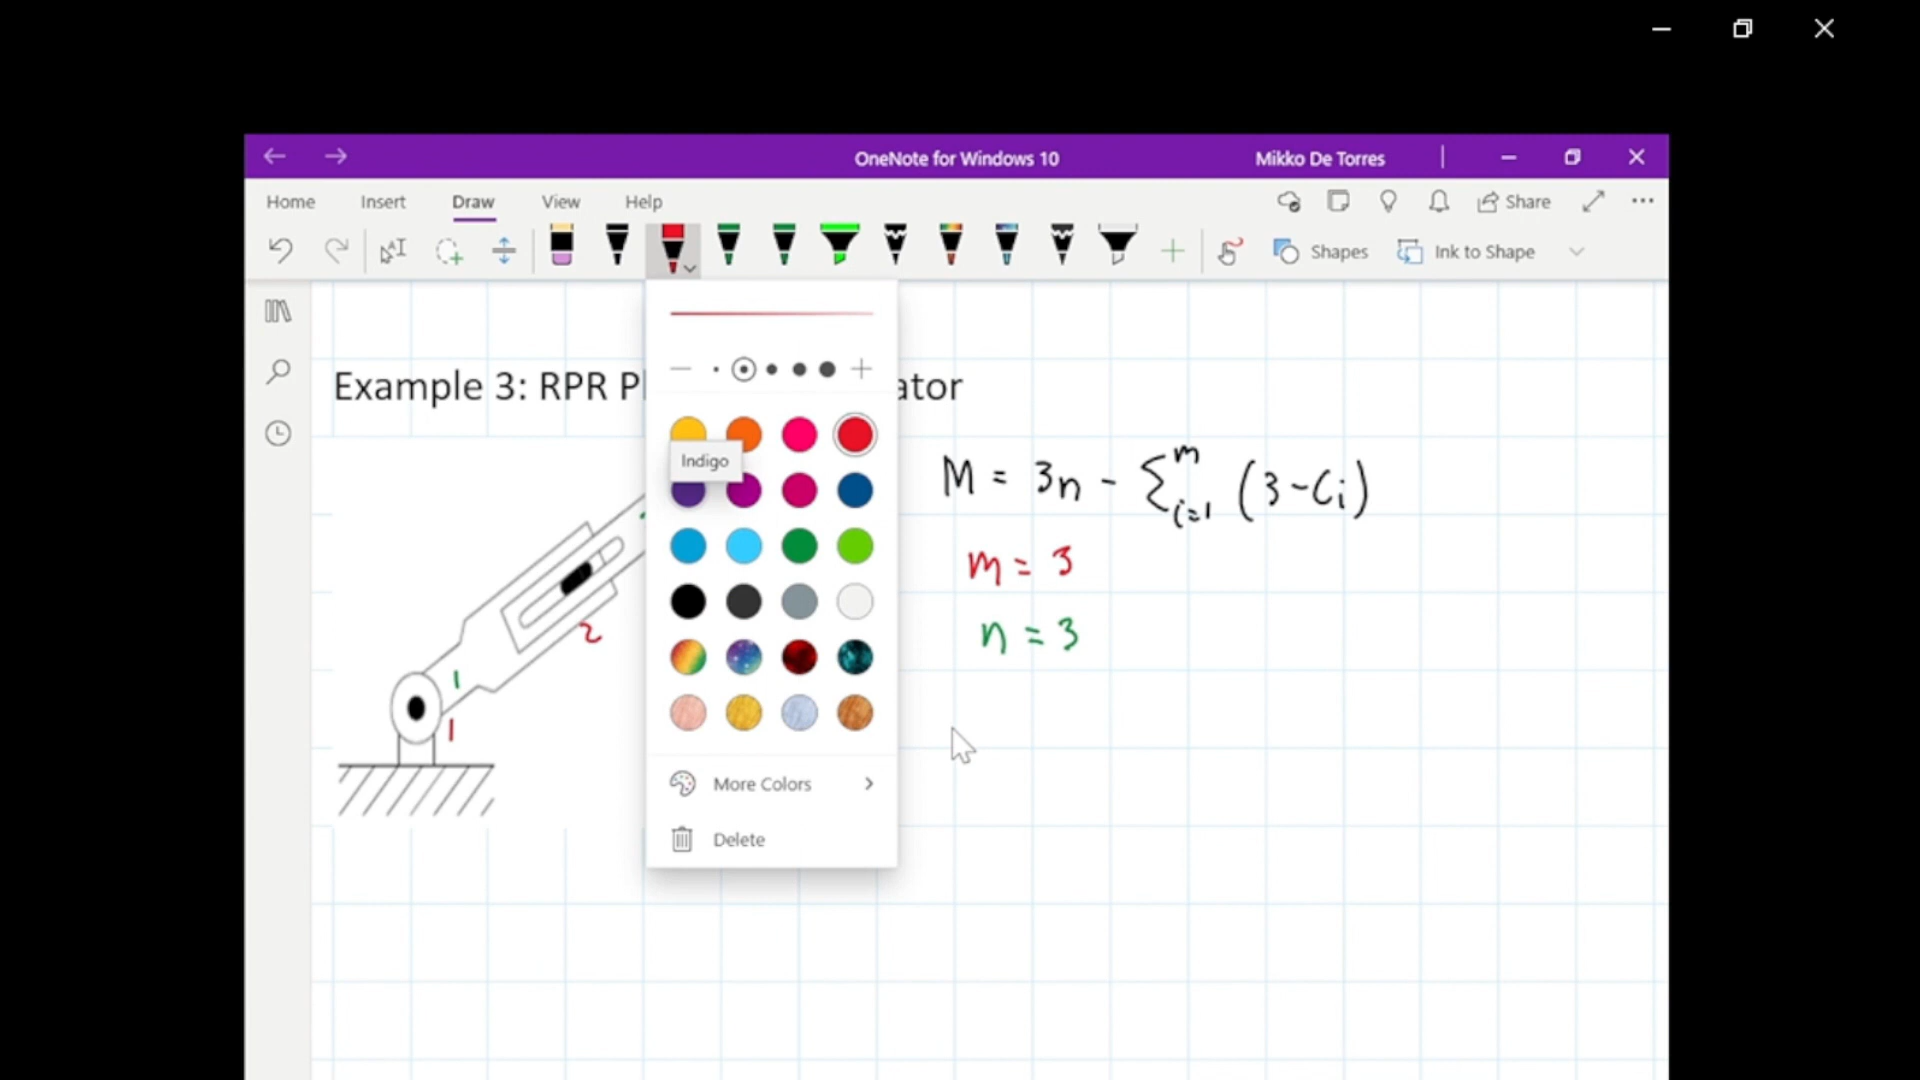 OneNote for Windows 10
Mikko De Torres
Home Insert Draw View Help
Share
Shapes
Ink to Shape
Example 3: RPR Pl ator
Indigo
M = 3n - Σ^m_{i=1} (3-Ci)
m = 3
n = 3
2
1
1
More Colors
Delete